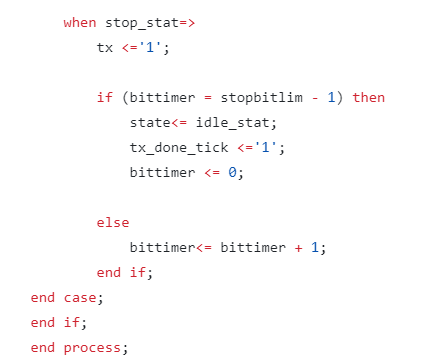 when stop_stat=>
tx <='1';
if (bittimer = stopbitlim - 1) then
state<= idle_stat;
tx_done_tick <='1';
bittimer <= 0;
else
bittimer<= bittimer + 1;
end if;
end case;
end if;
end process;